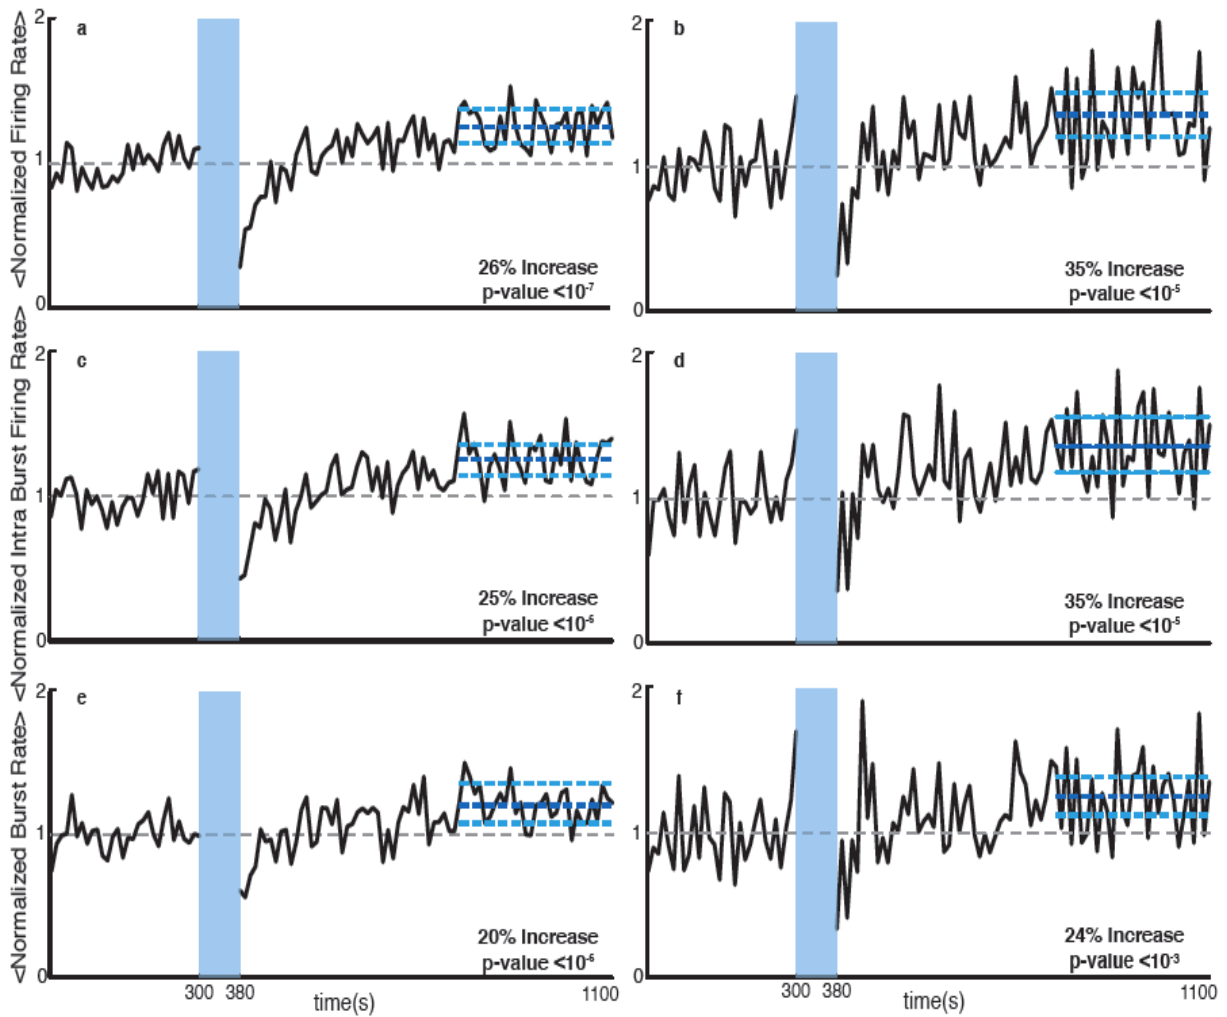 <Normalized Firing Rate>
2
a
1
0
26% Increase
p-value <10-7
2
b
1
0
35% Increase
p-value <10-5
<Normalized Intra Burst Firing Rate>
2
c
1
0
25% Increase
p-value <10-6
2
d
1
0
35% Increase
p-value <10-5
<Normalized Burst Rate>
2
e
1
0
20% Increase
p-value <10-6
300 380
time(s)
1100
2
f
1
0
24% Increase
p-value <10-3
300 380
time(s)
1100